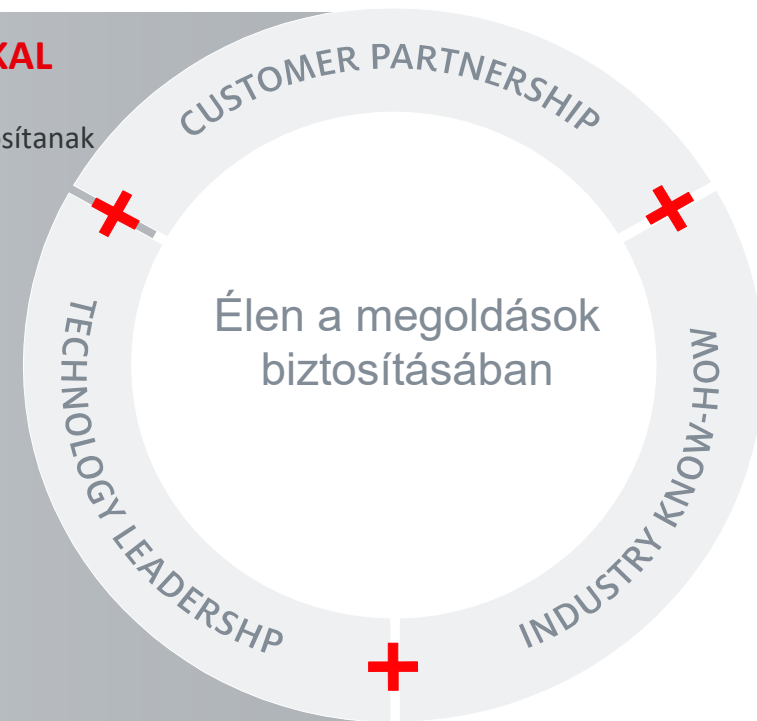 KAL
sítanak
CUSTOMER PARTNERSHIP
Élen a megoldások
biztosításában
TECHNOLOGY LEADERSHP
INDUSTRY KNOW-HOW